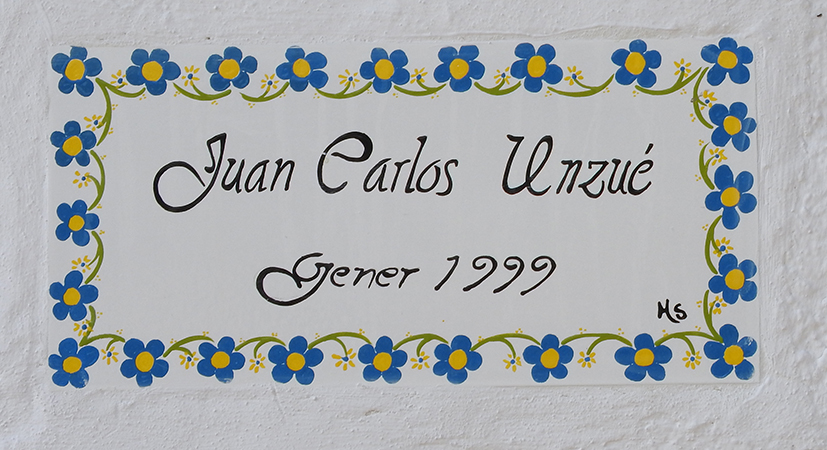 Juan Carlos Unzué
Gener 1999
MS